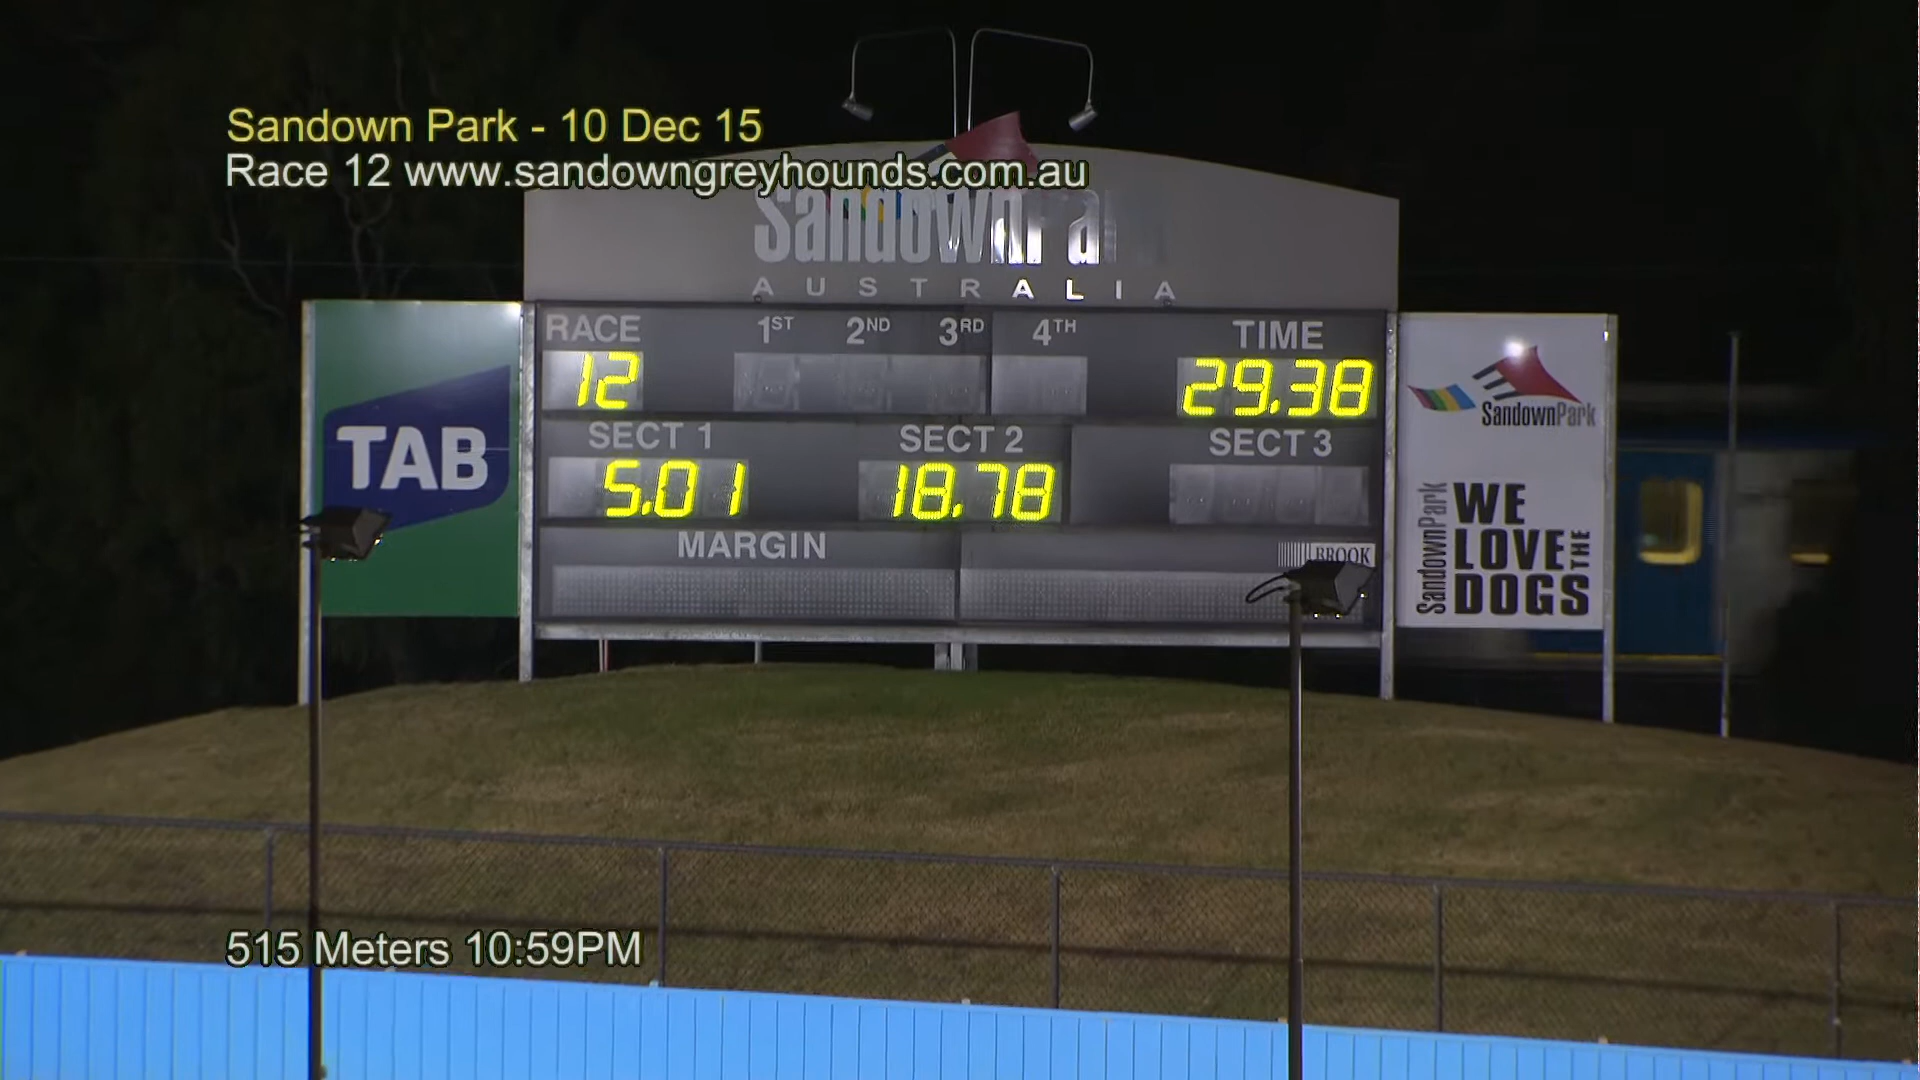 Sandown Park - 10 Dec 15
Race 12 www.sandowngreyhounds.com.au
SandownPa
AUSTRALIA
RACE 1ST 2ND 3RD 4TH TIME
12 29.38
SECT 1 SECT 2 SECT 3
5.01 18.78
MARGIN
BROOK
TAB
SandownPark
SandownPark
WE
LOVE THE
DOGS
515 Meters 10:59PM